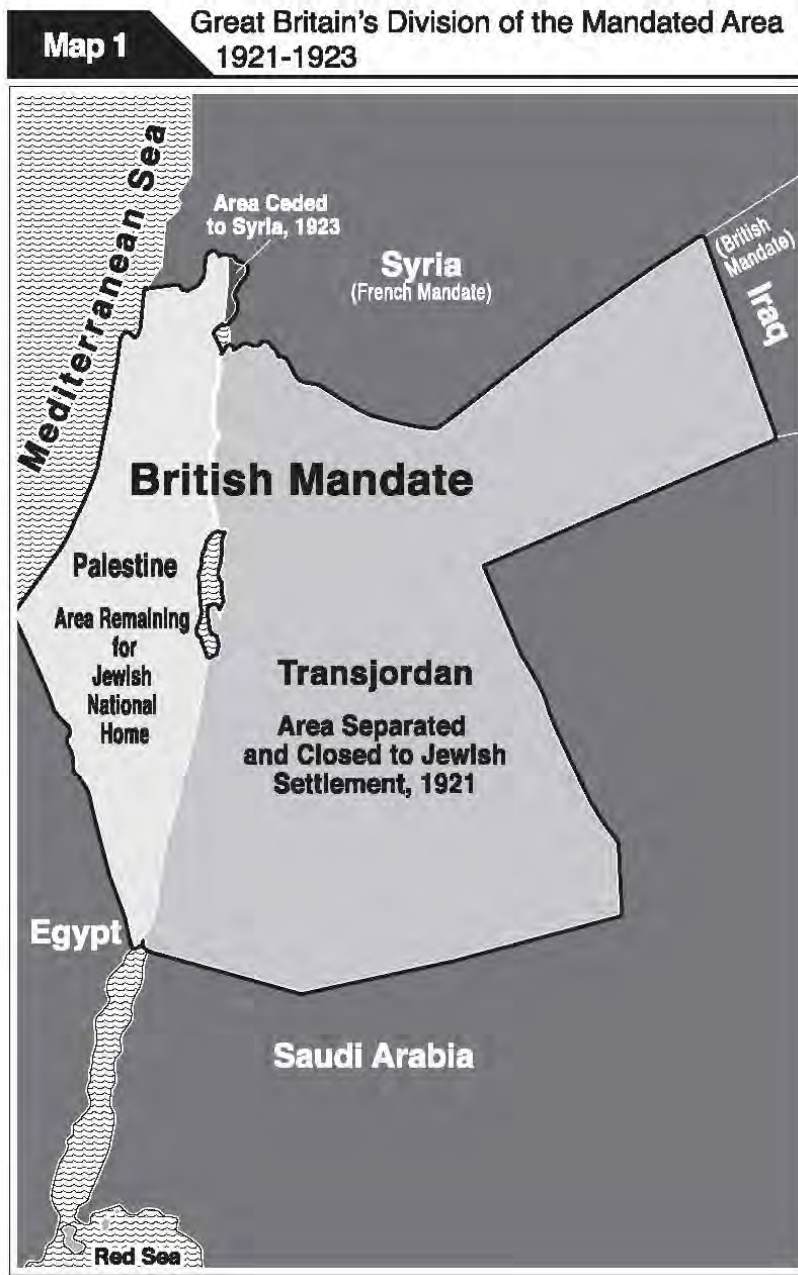 Map 1
Great Britain's Division of the Mandated Area
1921-1923
Mediterranean Sea
Area Ceded
to Syria, 1923
Syria
(French Mandate)
(British
Mandate)
Iraq
British Mandate
Palestine
Area Remaining
for
Jewish
National
Home
Transjordan
Area Separated
and Closed to Jewish
Settlement, 1921
Egypt
Saudi Arabia
Red Sea